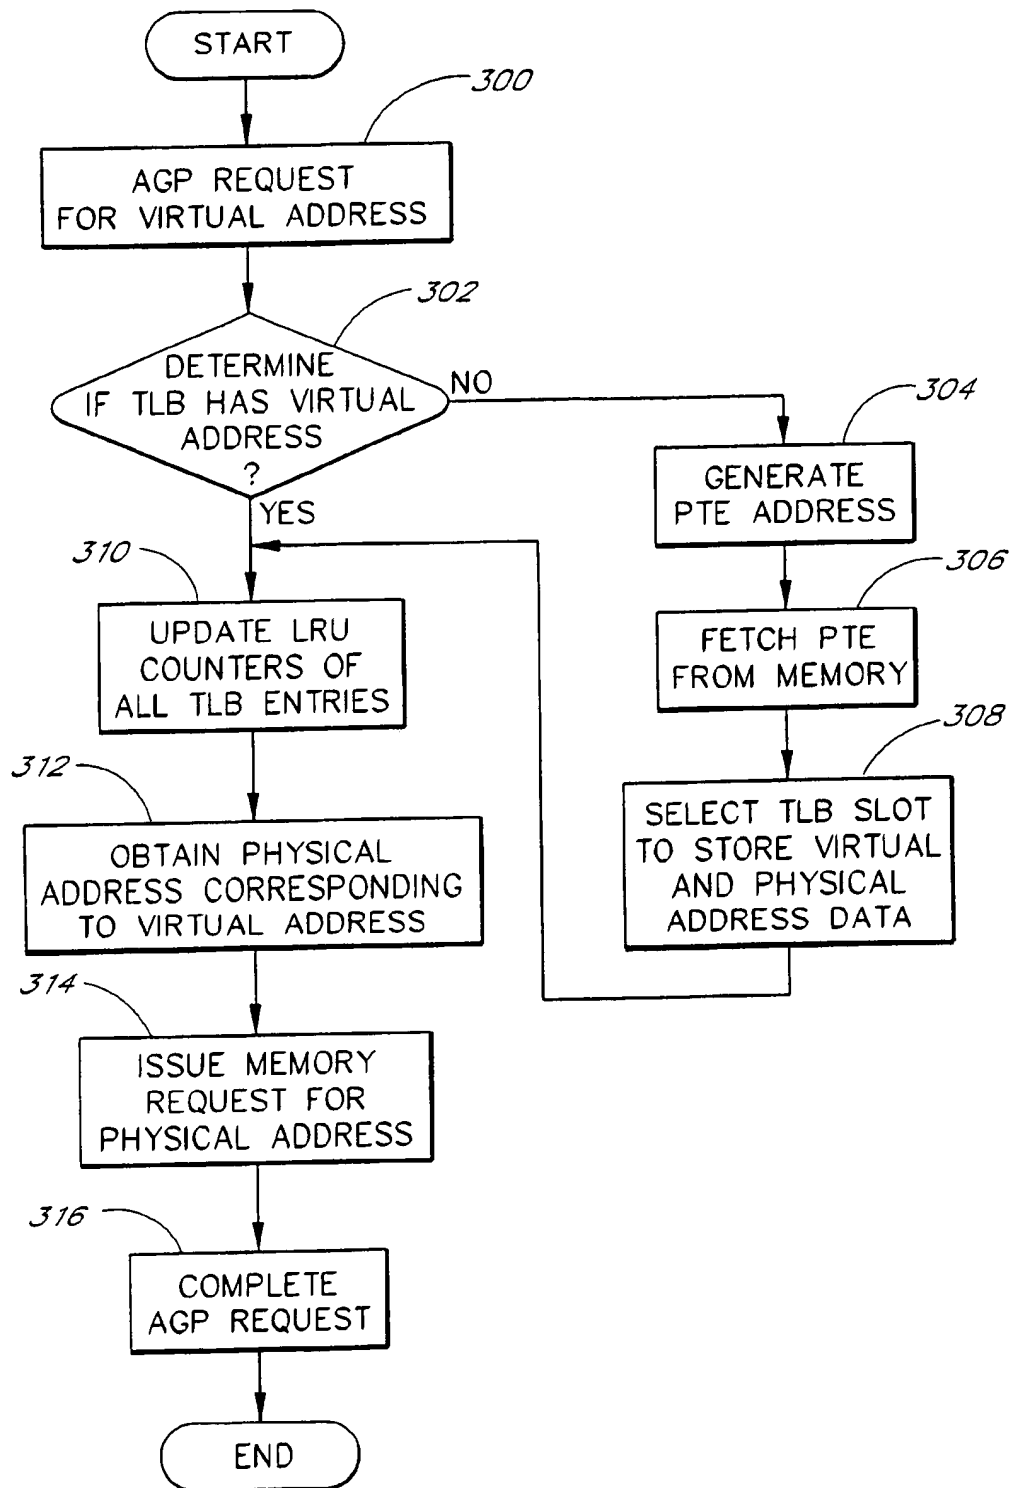 START
300
AGP REQUEST
FOR VIRTUAL ADDRESS
302
DETERMINE
IF TLB HAS VIRTUAL
ADDRESS
?
NO
YES
304
GENERATE
PTE ADDRESS
306
FETCH PTE
FROM MEMORY
308
SELECT TLB SLOT
TO STORE VIRTUAL
AND PHYSICAL
ADDRESS DATA
310
UPDATE LRU
COUNTERS OF
ALL TLB ENTRIES
312
OBTAIN PHYSICAL
ADDRESS CORRESPONDING
TO VIRTUAL ADDRESS
314
ISSUE MEMORY
REQUEST FOR
PHYSICAL ADDRESS
316
COMPLETE
AGP REQUEST
END